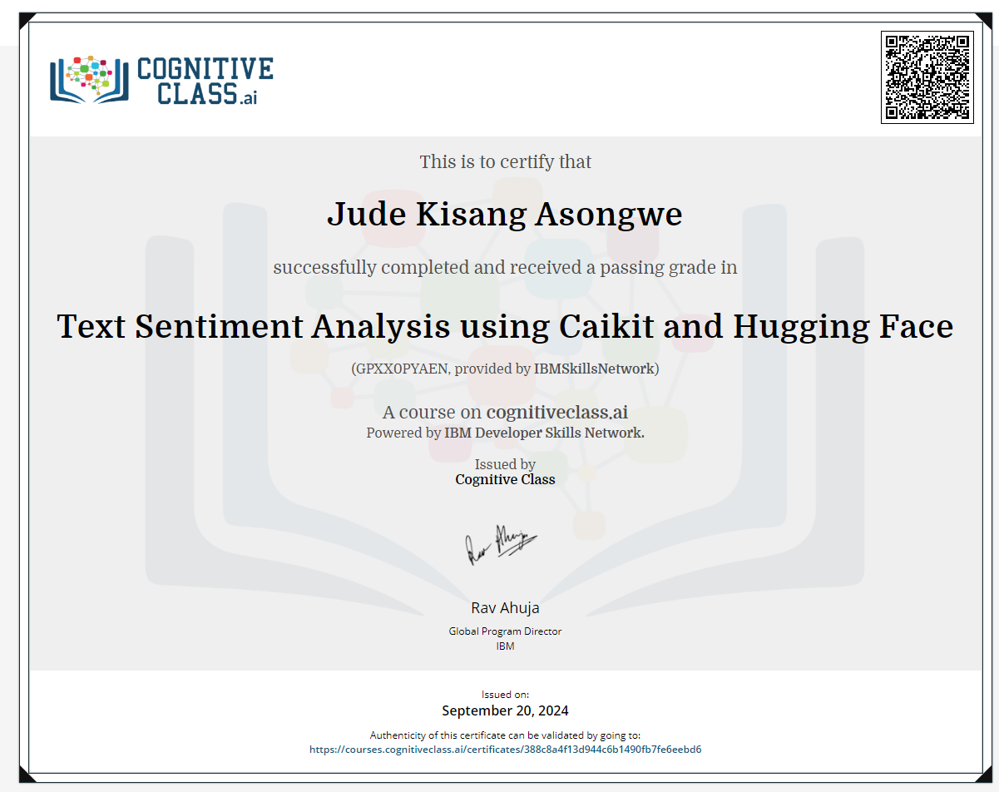 COGNITIVE
CLASS.ai
This is to certify that
Jude Kisang Asongwe
successfully completed and received a passing grade in
Text Sentiment Analysis using Caikit and Hugging Face
(GPXX0PYAEN, provided by IBMSkillsNetwork)
A course on cognitiveclass.ai
Powered by IBM Developer Skills Network.
Issued by
Cognitive Class
Rav Ahuja
Rav Ahuja
Global Program Director
IBM
Issued on:
September 20, 2024
Authenticity of this certificate can be validated by going to:
https://courses.cognitiveclass.ai/certificates/388c8a4f13d944c6b1490fb7fe6eebd6